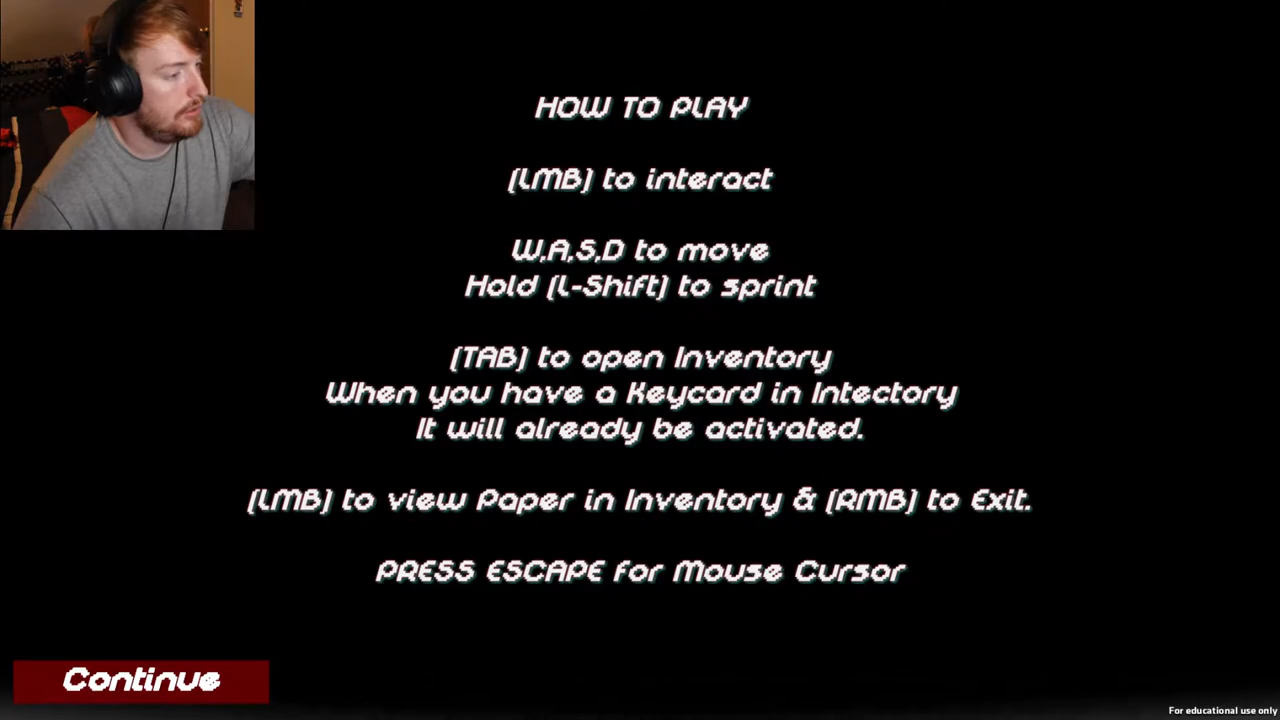 HOW TO PLAY
[LMB] to interact
W,A,S,D to move
Hold [L-Shift] to sprint
[TAB] to open Inventory
When you have a Keycard in Intectory
It will already be activated.
[LMB] to view Paper in Inventory & [RMB] to Exit.
PRESS ESCAPE for Mouse Cursor
Continue
For educational use only